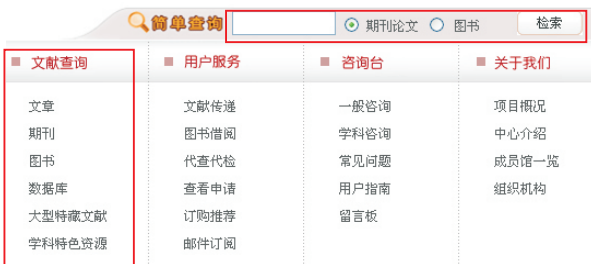 简单查询 期刊论文 图书 检索
文献查询 用户服务 咨询台 关于我们
文章 文献传递 一般咨询 项目概况
期刊 图书借阅 学科咨询 中心介绍
图书 代查代检 常见问题 成员馆一览
数据库 查看申请 用户指南 组织机构
大型特藏文献 订购推荐 留言板
学科特色资源 邮件订阅